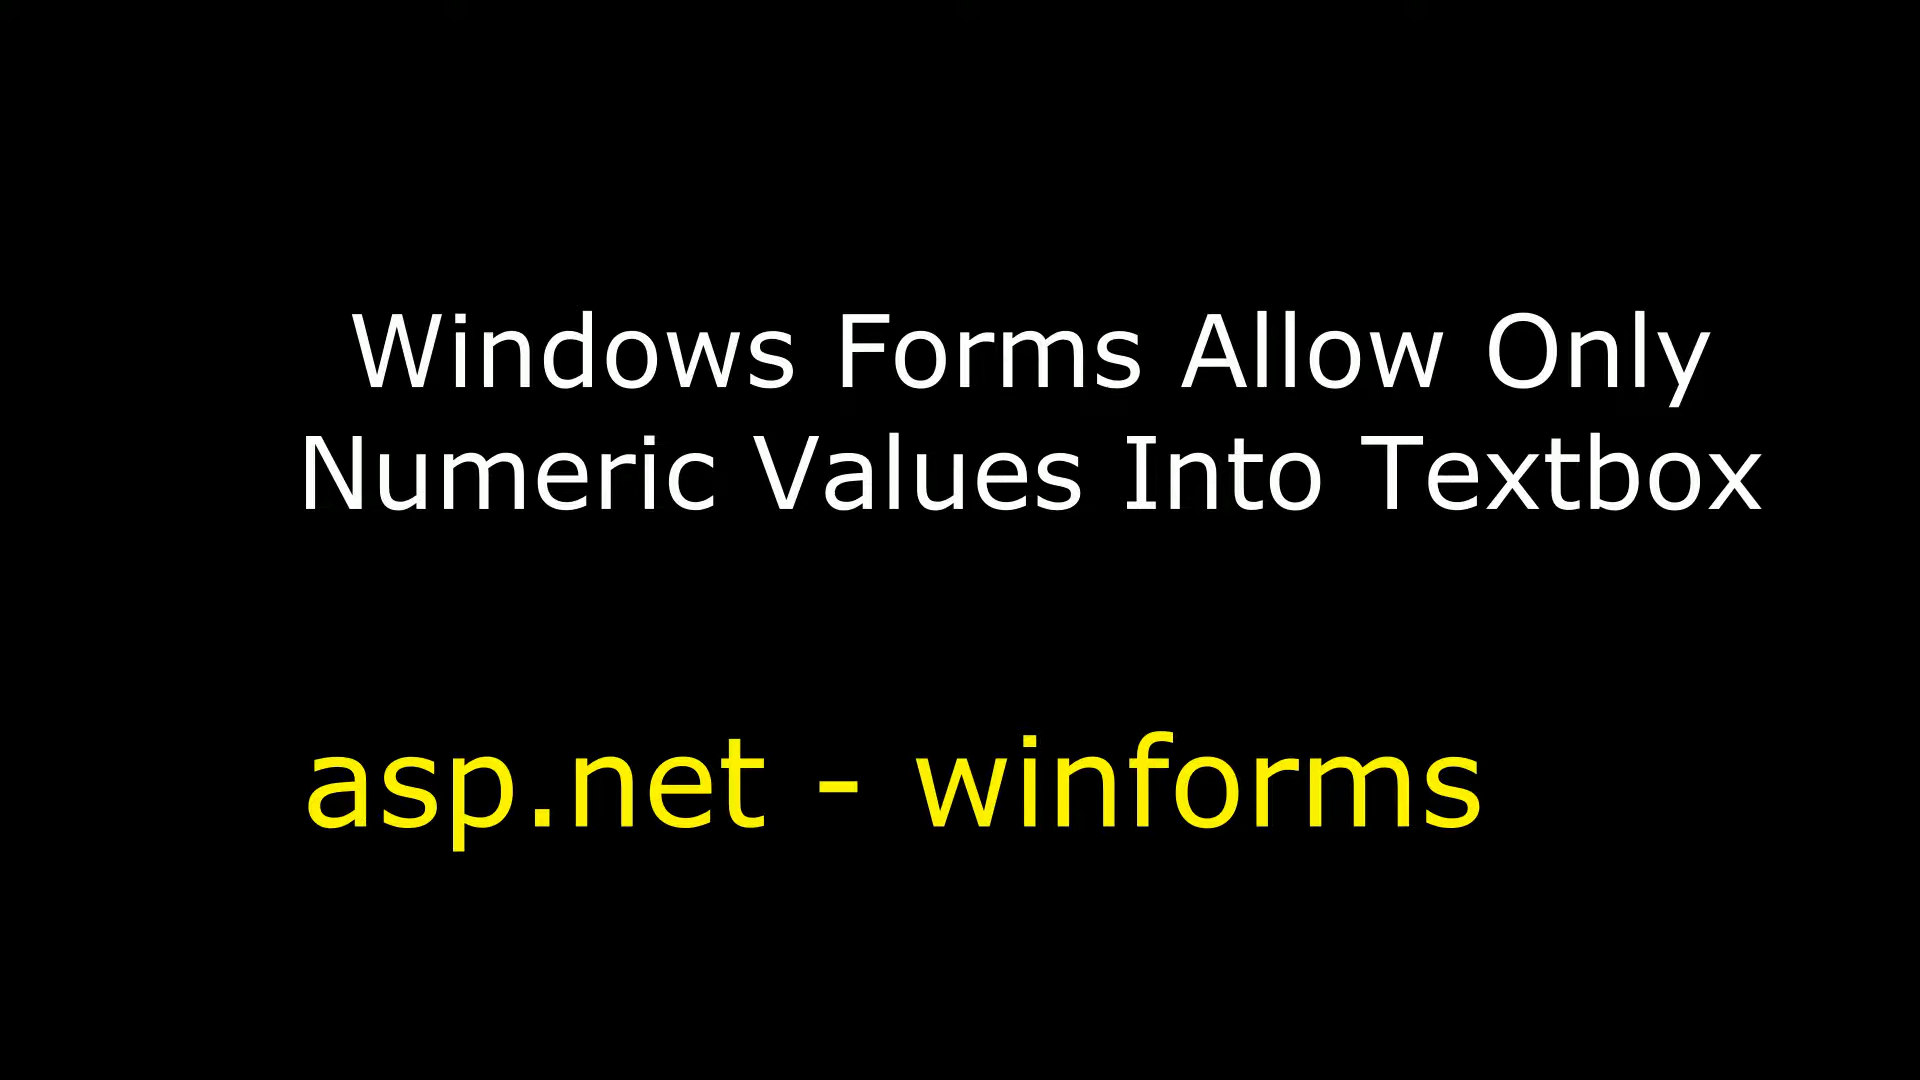 Windows Forms Allow Only
Numeric Values Into Textbox
asp.net - winforms